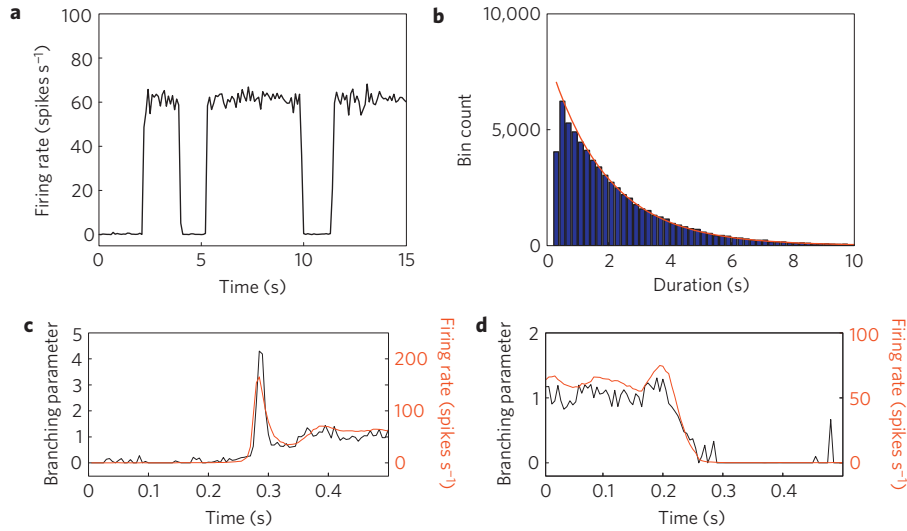 a
Firing rate (spikes s⁻¹)
100
80
60
40
20
0
0 5 10 15
Time (s)
b
Bin count
10,000
5,000
0
0 2 4 6 8 10
Duration (s)
c
Branching parameter
5
4
3
2
1
0
Firing rate (spikes s⁻¹)
200
100
0
0 0.1 0.2 0.3 0.4
Time (s)
d
Branching parameter
2
1
0
Firing rate (spikes s⁻¹)
100
50
0
0 0.1 0.2 0.3 0.4
Time (s)